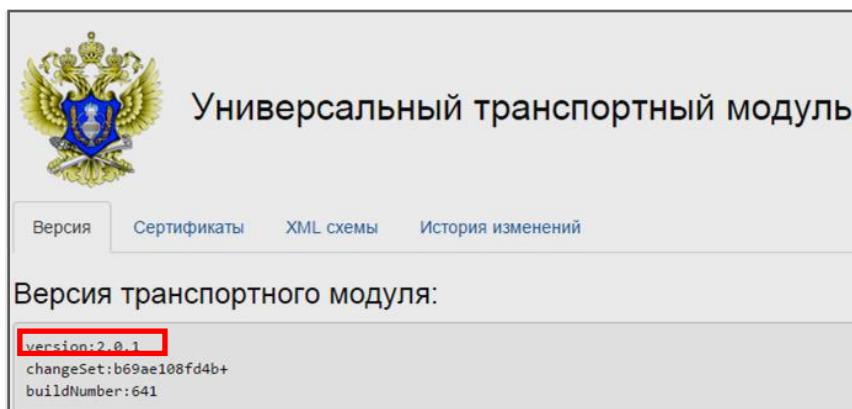 Универсальный транспортный модуль
Версия Сертификаты XML схемы История изменений
Версия транспортного модуля:
version:2.0.1
changeSet:b69ae108fd4b+
buildNumber:641